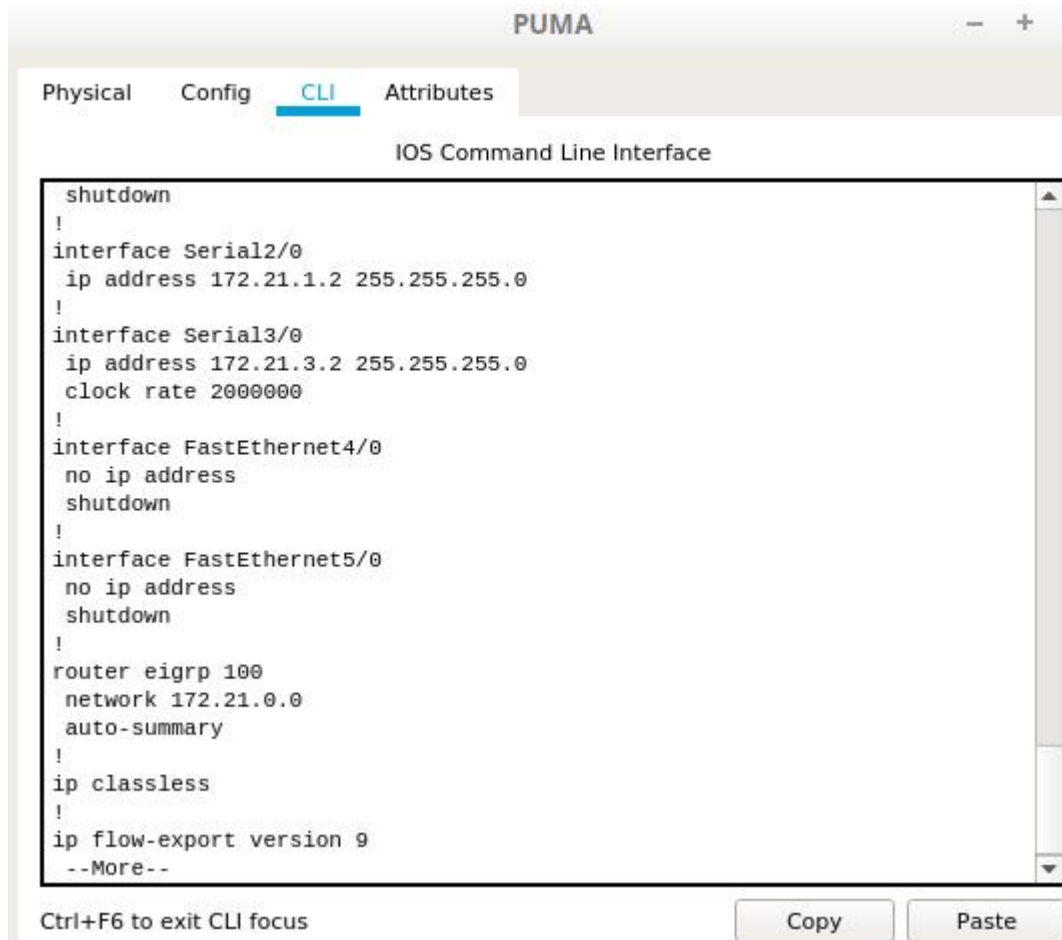 PUMA
Physical Config CLI Attributes
IOS Command Line Interface
shutdown
!
interface Serial2/0
ip address 172.21.1.2 255.255.255.0
!
interface Serial3/0
ip address 172.21.3.2 255.255.255.0
clock rate 2000000
!
interface FastEthernet4/0
no ip address
shutdown
!
interface FastEthernet5/0
no ip address
shutdown
!
router eigrp 100
network 172.21.0.0
auto-summary
!
ip classless
!
ip flow-export version 9
--More--
Ctrl+F6 to exit CLI focus Copy Paste